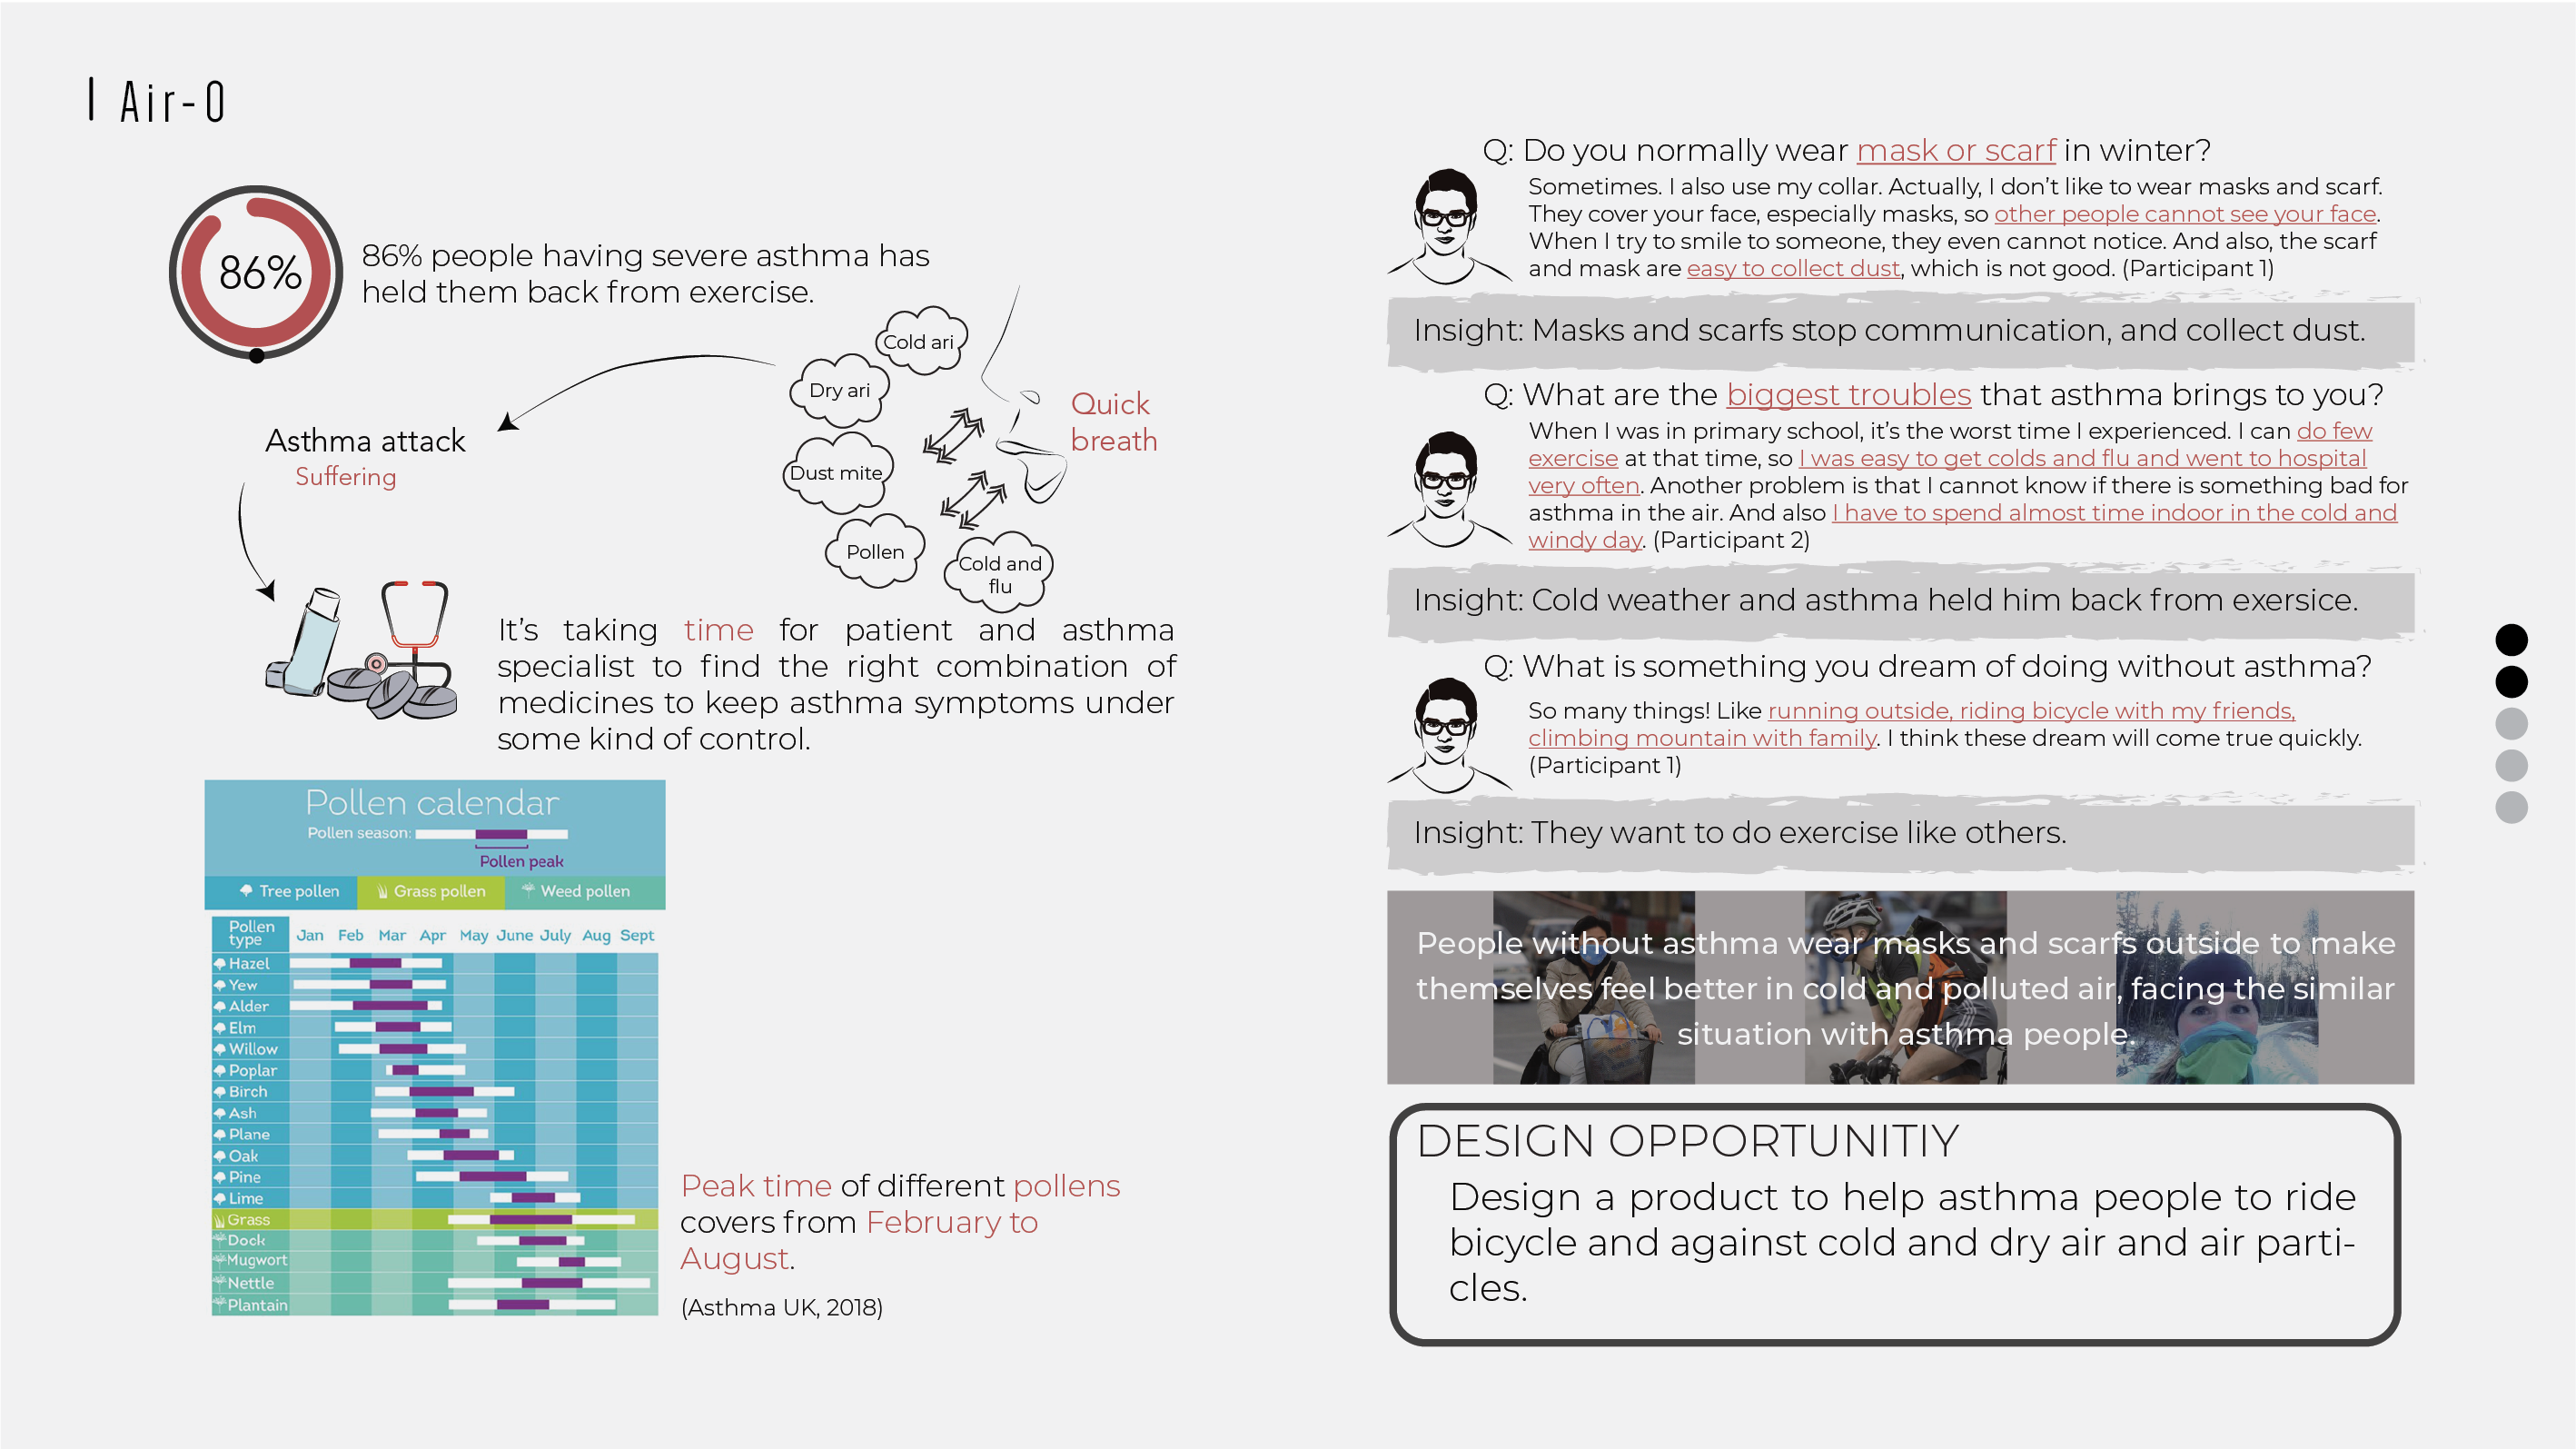 Air-O
86%
86% people having severe asthma has
held them back from exercise.
Cold ari
Dry ari
Dust mite
Pollen
Cold and
flu
Quick
breath
Asthma attack
Suffering
It's taking time for patient and asthma
specialist to find the right combination of
medicines to keep asthma symptoms under
some kind of control.
Pollen calendar
Pollen season:
Pollen peak
Tree pollen Grass pollen Weed pollen
Pollen
type
Jan Feb Mar Apr May June July Aug Sept
Hazel
Yew
Alder
Elm
Willow
Poplar
Birch
Ash
Plane
Oak
Pine
Lime
Grass
Dock
Mugwort
Nettle
Plantain
Peak time of different pollens
covers from February to
August.
(Asthma UK, 2018)
Q: Do you normally wear mask or scarf in winter?
Sometimes. I also use my collar. Actually, I don't like to wear masks and scarf.
They cover your face, especially masks, so other people cannot see your face.
When I try to smile to someone, they even cannot notice. And also, the scarf
and mask are easy to collect dust, which is not good. (Participant 1)
Insight: Masks and scarfs stop communication, and collect dust.
Q: What are the biggest troubles that asthma brings to you?
When I was in primary school, it's the worst time I experienced. I can do few
exercise at that time, so I was easy to get colds and flu and went to hospital
very often. Another problem is that I cannot know if there is something bad for
asthma in the air. And also I have to spend almost time indoor in the cold and
windy day. (Participant 2)
Insight: Cold weather and asthma held him back from exersice.
Q: What is something you dream of doing without asthma?
So many things! Like running outside, riding bicycle with my friends,
climbing mountain with family. I think these dream will come true quickly.
(Participant 1)
Insight: They want to do exercise like others.
People without asthma wear masks and scarfs outside to make
themselves feel better in cold and polluted air, facing the similar
situation with asthma people.
DESIGN OPPORTUNITIY
Design a product to help asthma people to ride
bicycle and against cold and dry air and air parti-
cles.